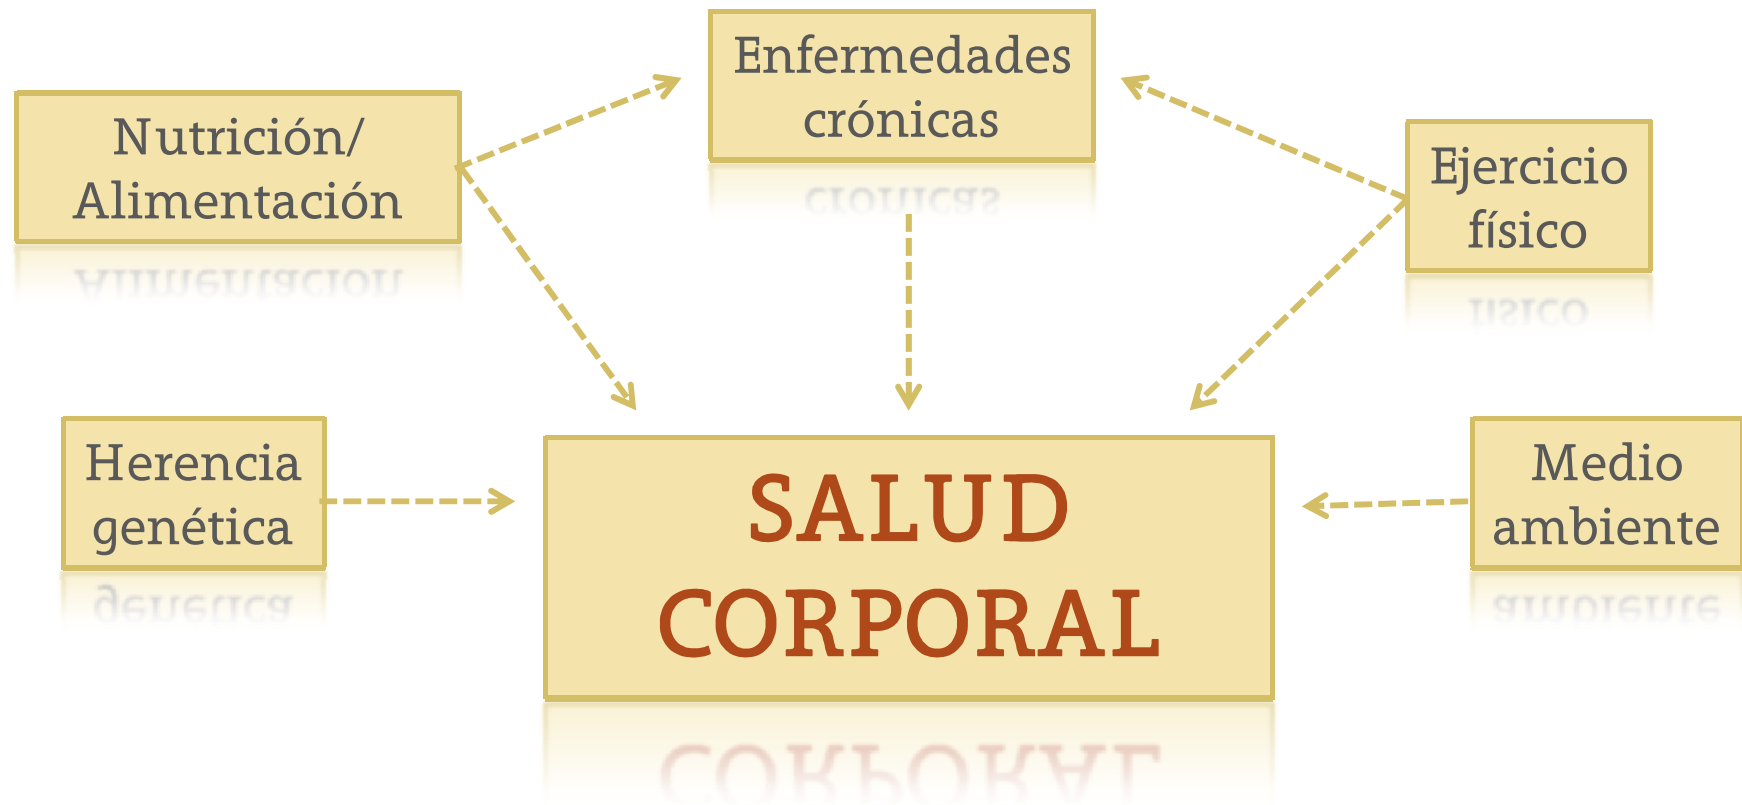 Enfermedades
crónicas
Nutrición/
Alimentación
Ejercicio
físico
Herencia
genética
SALUD
CORPORAL
Medio
ambiente